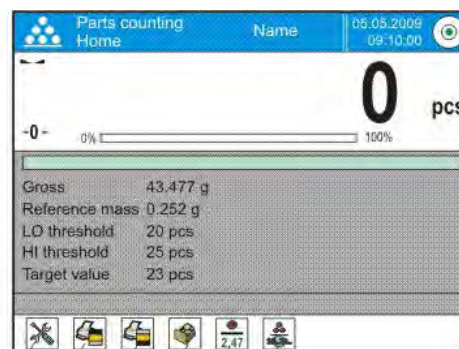 Parts counting Name 05.05.2009
Home 09:10:00
0 pcs
-0- 0% 100%
Gross 43.477 g
Reference mass 0.252 g
LO threshold 20 pcs
HI threshold 25 pcs
Target value 23 pcs
2,47